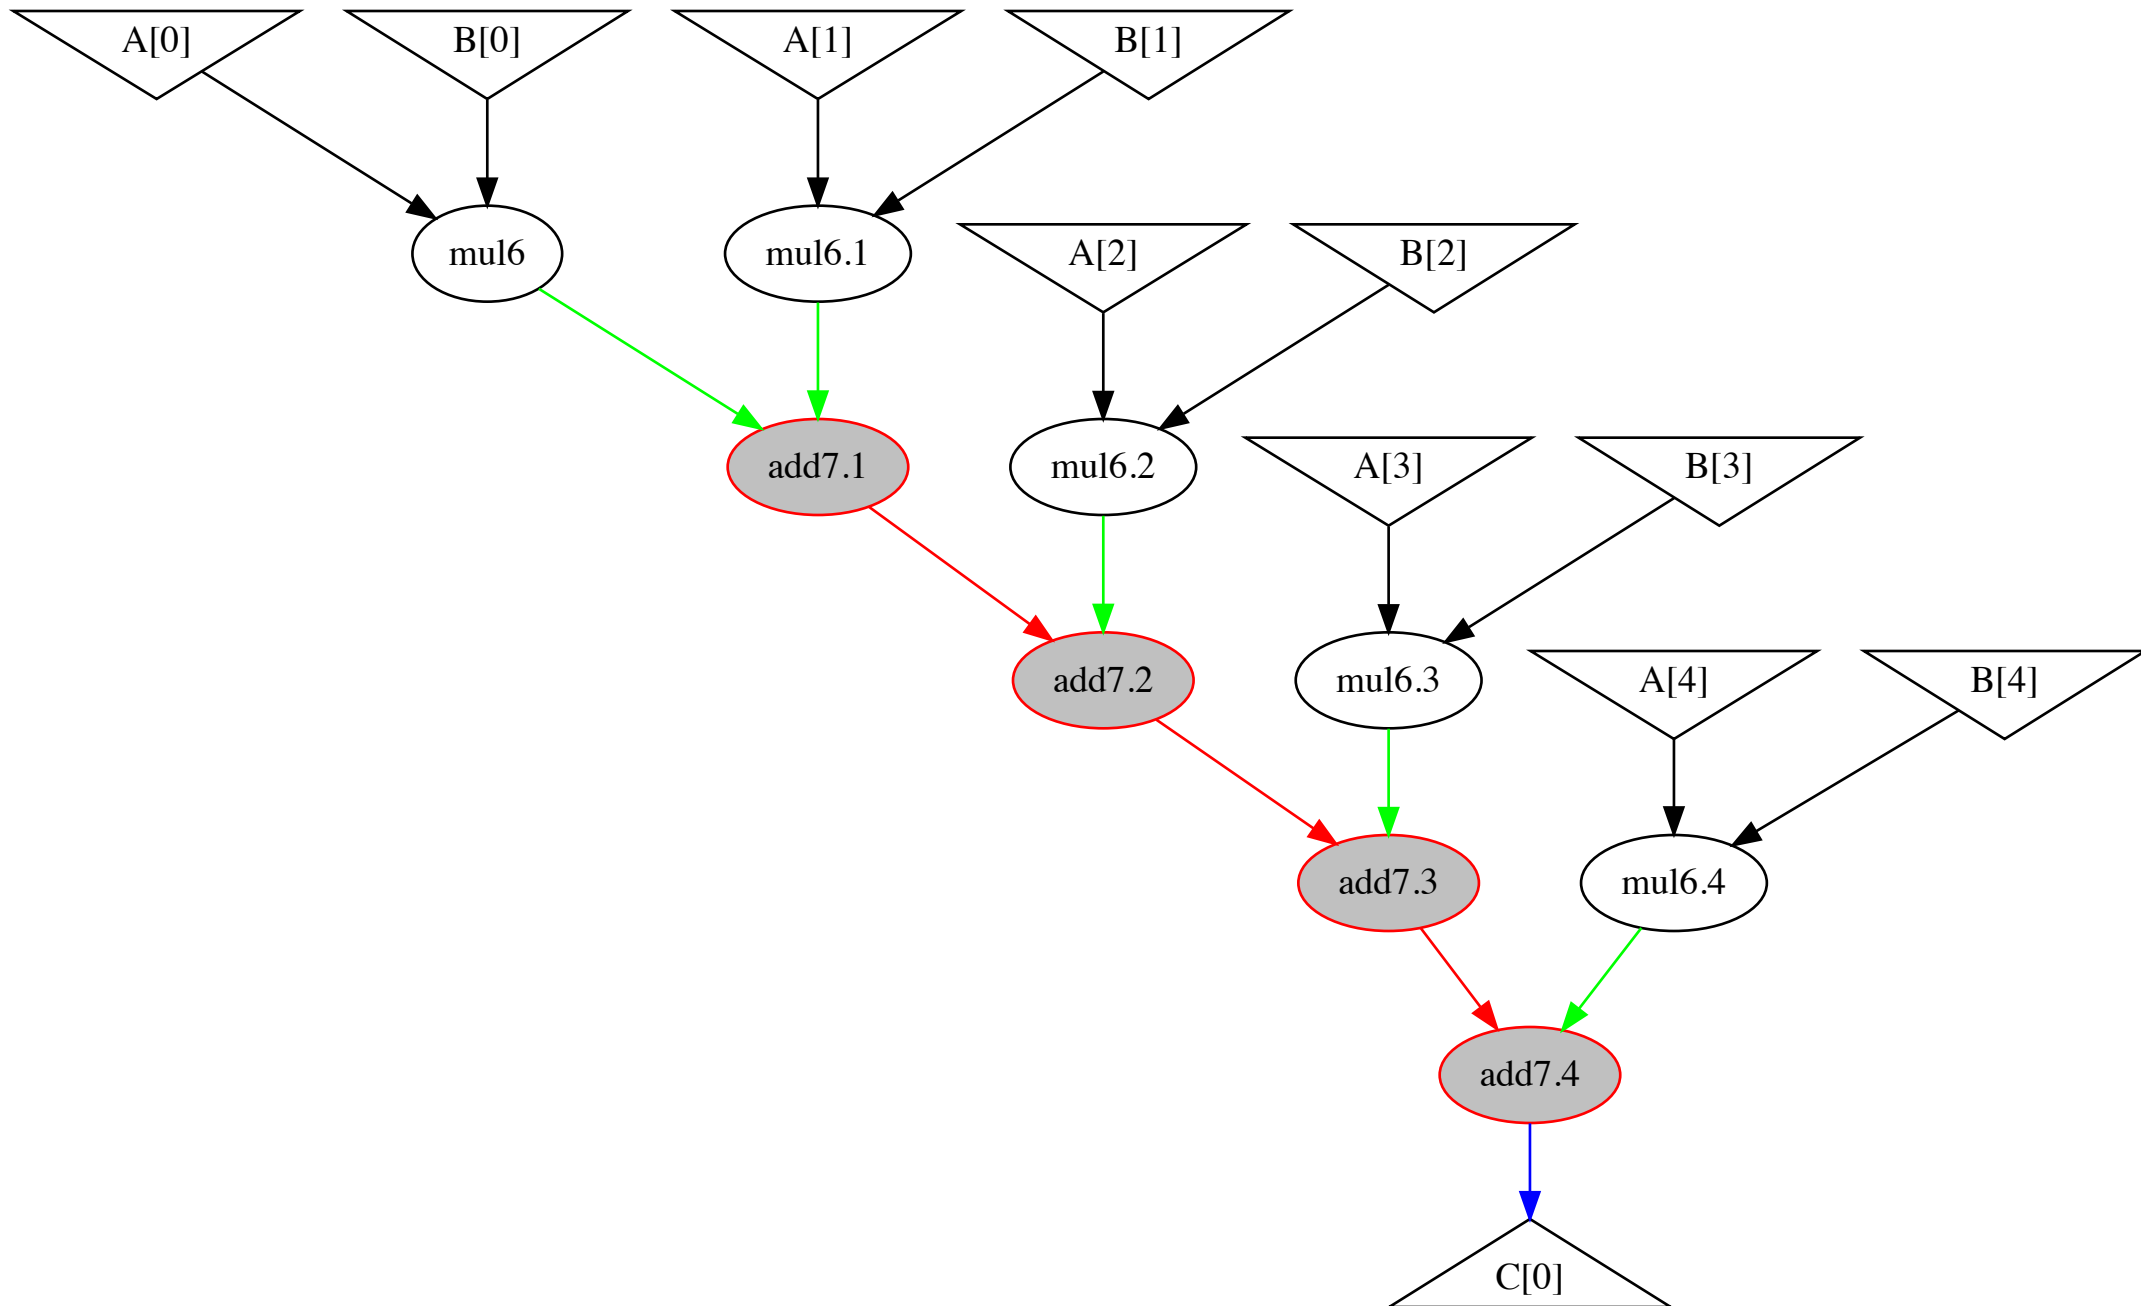 A[0]
B[0]
A[1]
B[1]
mul6
mul6.1
A[2]
B[2]
add7.1
mul6.2
A[3]
B[3]
add7.2
mul6.3
A[4]
B[4]
add7.3
mul6.4
add7.4
C[0]